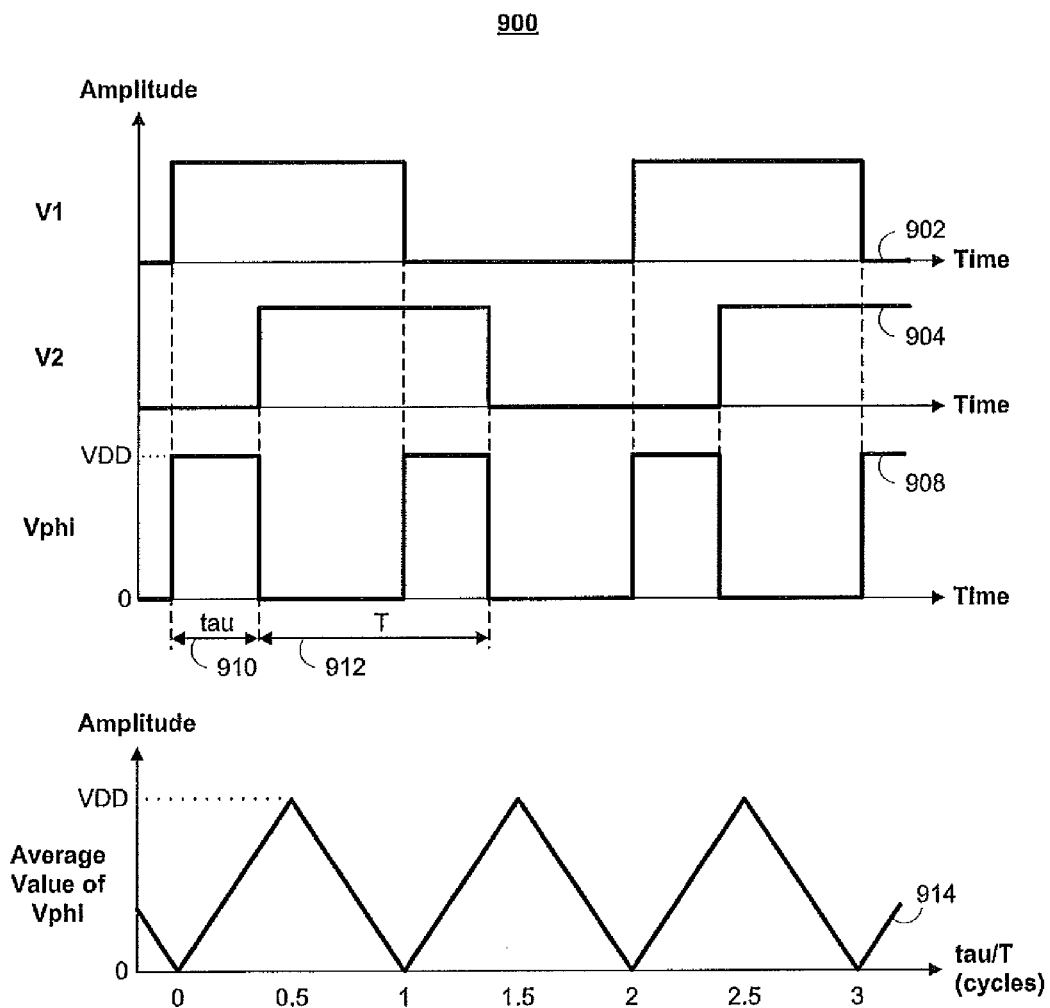 900
Amplitude
V1
902
Time
V2
904
Time
VDD
Vphi
908
0
Time
tau
T
910
912
Amplitude
VDD
Average
Value of
Vphi
914
0
tau/T
(cycles)
0 0.5 1 1.5 2 2.5 3